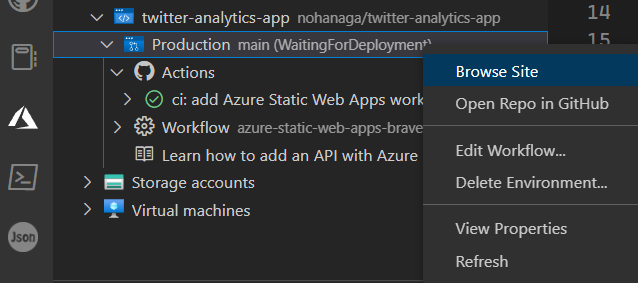 twitter-analytics-app nohanaga/twitter-analytics-app
14
Production main (WaitingForDeployment)
15
Actions
Browse Site
ci: add Azure Static Web Apps work
Open Repo in GitHub
Workflow azure-static-web-apps-brave
Edit Workflow...
Learn how to add an API with Azure
Delete Environment...
Storage accounts
Virtual machines
View Properties
Json
Refresh